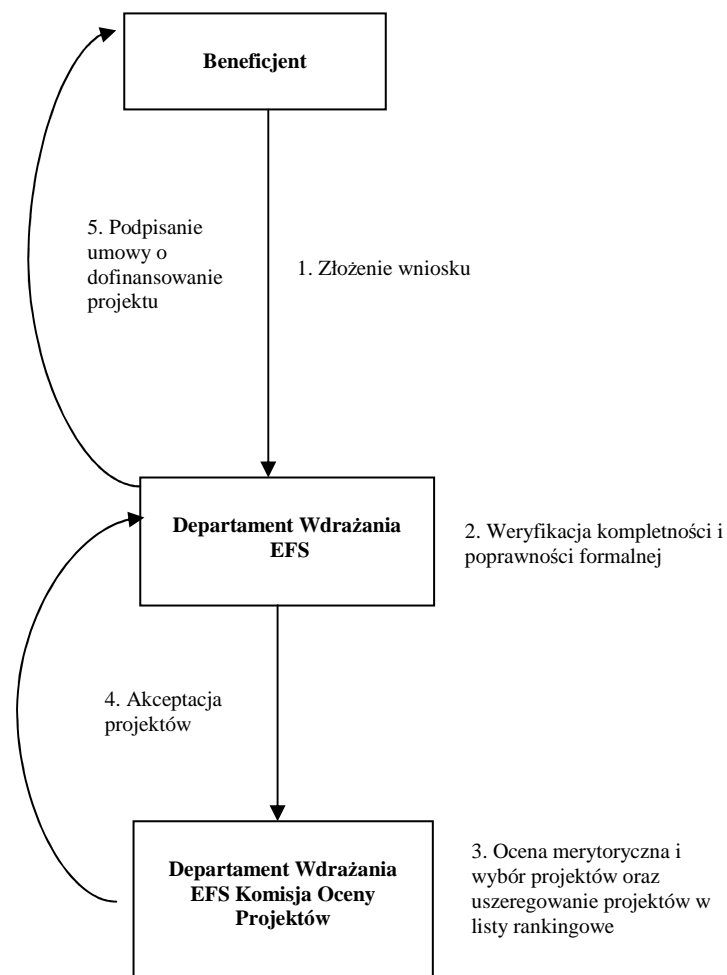 Beneficjent
5. Podpisanie
umowy o
dofinansowanie
projektu
1. Złożenie wniosku
Departament Wdrażania
EFS
2. Weryfikacja kompletności i
poprawności formalnej
4. Akceptacja
projektów
Departament Wdrażania
EFS Komisja Oceny
Projektów
3. Ocena merytoryczna i
wybór projektów oraz
uszeregowanie projektów w
listy rankingowe